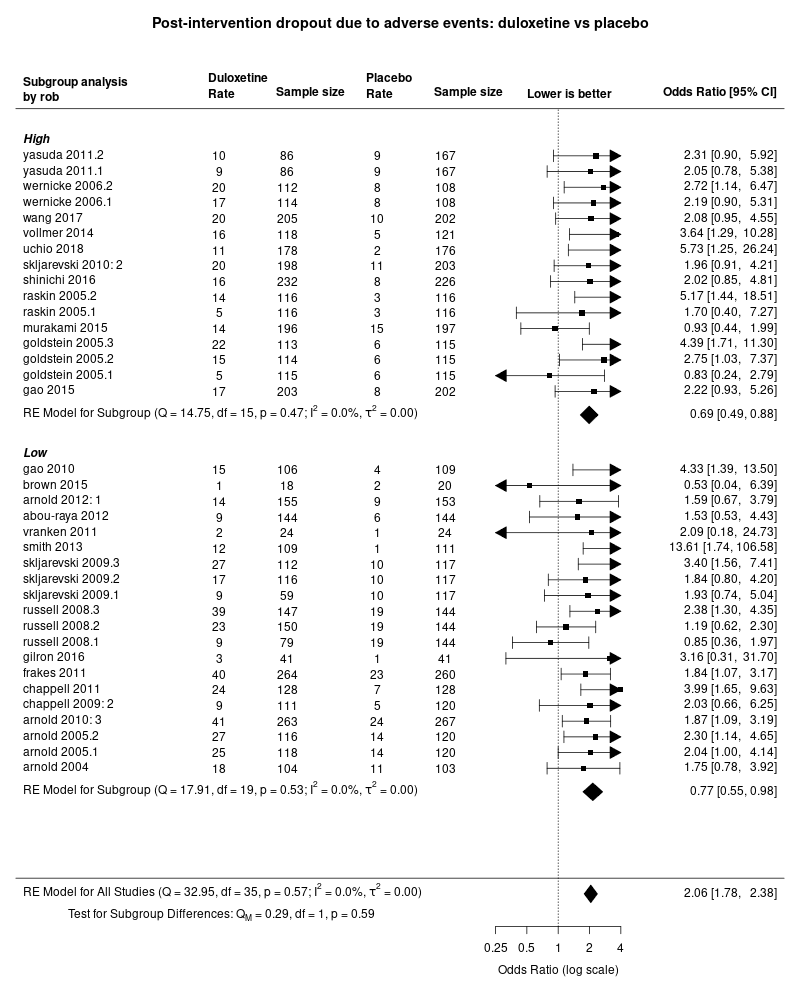 Post-intervention dropout due to adverse events: duloxetine vs placebo
Subgroup analysis by rob Duloxetine Rate Sample size Placebo Rate Sample size Lower is better Odds Ratio [95% CI]
High
yasuda 2011.2 10 86 9 167 2.31 [0.90, 5.92]
yasuda 2011.1 9 86 9 167 2.05 [0.78, 5.38]
wernicke 2006.2 20 112 8 108 2.72 [1.14, 6.47]
wernicke 2006.1 17 114 8 108 2.19 [0.90, 5.31]
wang 2017 20 205 10 202 2.08 [0.95, 4.55]
vollmer 2014 16 118 5 121 3.64 [1.29, 10.28]
uchio 2018 11 178 2 176 5.73 [1.25, 26.24]
skljarevski 2010: 2 20 198 11 203 1.96 [0.91, 4.21]
shinichi 2016 16 232 8 226 2.02 [0.85, 4.81]
raskin 2005.2 14 116 3 116 5.17 [1.44, 18.51]
raskin 2005.1 5 116 3 116 1.70 [0.40, 7.27]
murakami 2015 14 196 15 197 0.93 [0.44, 1.99]
goldstein 2005.3 22 113 6 115 4.39 [1.71, 11.30]
goldstein 2005.2 15 114 6 115 2.75 [1.03, 7.37]
goldstein 2005.1 5 115 6 115 0.83 [0.24, 2.79]
gao 2015 17 203 8 202 2.22 [0.93, 5.26]
RE Model for Subgroup (Q = 14.75, df = 15, p = 0.47; I² = 0.0%, τ² = 0.00) 0.69 [0.49, 0.88]
Low
gao 2010 15 106 4 109 4.33 [1.39, 13.50]
brown 2015 1 18 2 20 0.53 [0.04, 6.39]
arnold 2012: 1 14 155 9 153 1.59 [0.67, 3.79]
abou-raya 2012 9 144 6 144 1.53 [0.53, 4.43]
vranken 2011 2 24 1 24 2.09 [0.18, 24.73]
smith 2013 12 109 1 111 13.61 [1.74, 106.58]
skljarevski 2009.3 27 112 10 117 3.40 [1.56, 7.41]
skljarevski 2009.2 17 116 10 117 1.84 [0.80, 4.20]
skljarevski 2009.1 9 59 10 117 1.93 [0.74, 5.04]
russell 2008.3 39 147 19 144 2.38 [1.30, 4.35]
russell 2008.2 23 150 19 144 1.19 [0.62, 2.30]
russell 2008.1 9 79 19 144 0.85 [0.36, 1.97]
gilron 2016 3 41 1 41 3.16 [0.31, 31.70]
frakes 2011 40 264 23 260 1.84 [1.07, 3.17]
chappell 2011 24 128 7 128 3.99 [1.65, 9.63]
chappell 2009: 2 9 111 5 120 2.03 [0.66, 6.25]
arnold 2010: 3 41 263 24 267 1.87 [1.09, 3.19]
arnold 2005.2 27 116 14 120 2.30 [1.14, 4.65]
arnold 2005.1 25 118 14 120 2.04 [1.00, 4.14]
arnold 2004 18 104 11 103 1.75 [0.78, 3.92]
RE Model for Subgroup (Q = 17.91, df = 19, p = 0.53; I² = 0.0%, τ² = 0.00) 0.77 [0.55, 0.98]
RE Model for All Studies (Q = 32.95, df = 35, p = 0.57; I² = 0.0%, τ² = 0.00) 2.06 [1.78, 2.38]
Test for Subgroup Differences: Q_M = 0.29, df = 1, p = 0.59
0.25 0.5 1 2 4
Odds Ratio (log scale)